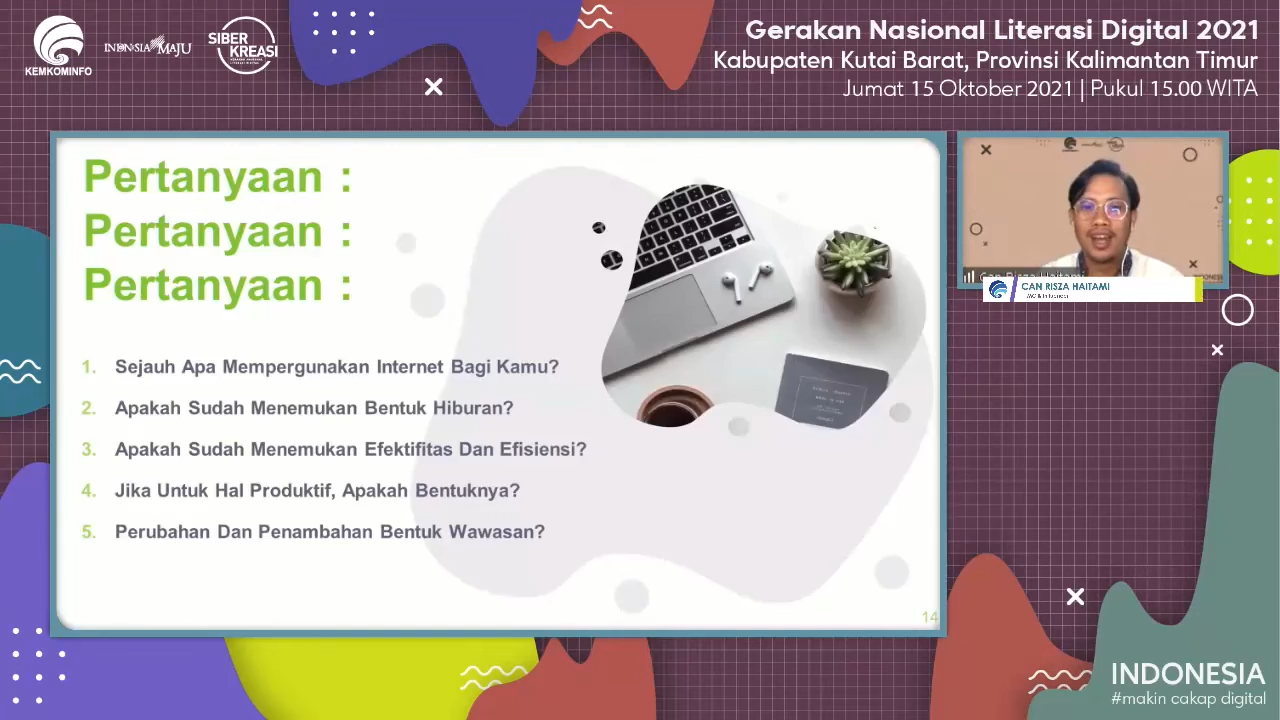 KEMKOMINFO
INDONESIA MAJU
SIBER
KREASI
Gerakan Nasional Literasi Digital 2021
Kabupaten Kutai Barat, Provinsi Kalimantan Timur
Jumat 15 Oktober 2021 | Pukul 15.00 WITA
Pertanyaan :
Pertanyaan :
Pertanyaan :
1. Sejauh Apa Mempergunakan Internet Bagi Kamu?
2. Apakah Sudah Menemukan Bentuk Hiburan?
3. Apakah Sudah Menemukan Efektifitas Dan Efisiensi?
4. Jika Untuk Hal Produktif, Apakah Bentuknya?
5. Perubahan Dan Penambahan Bentuk Wawasan?
14
Can Risza Haitami
CAN RISZA HAITAMI
INDONESIA
#makin cakap digital